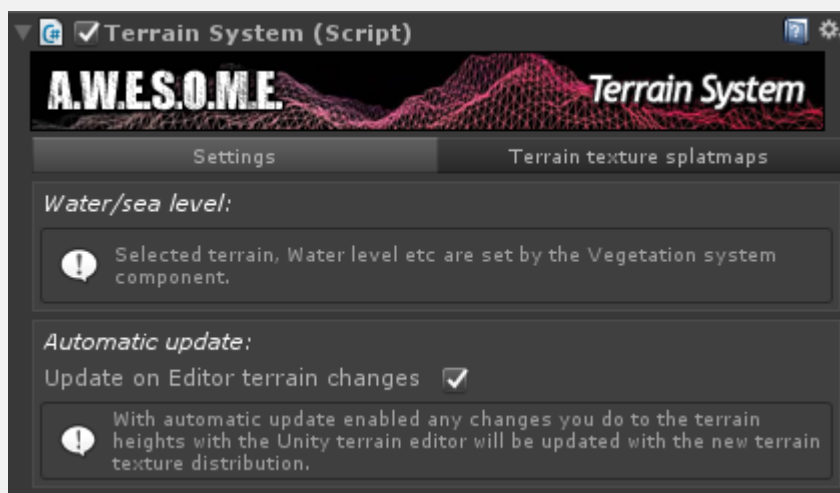 Terrain System (Script)
A.W.E.S.O.M.E. Terrain System
Settings Terrain texture splatmaps
Water/sea level:
Selected terrain, Water level etc are set by the Vegetation system
component.
Automatic update:
Update on Editor terrain changes
With automatic update enabled any changes you do to the terrain
heights with the Unity terrain editor will be updated with the new terrain
texture distribution.